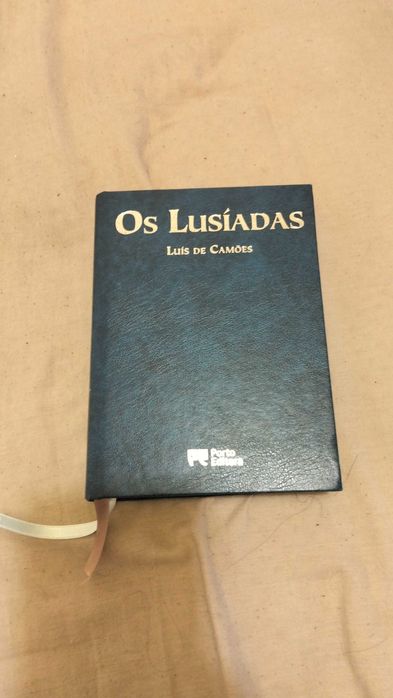 OS LUSÍADAS
LUÍS DE CAMÕES
Porto
Editora